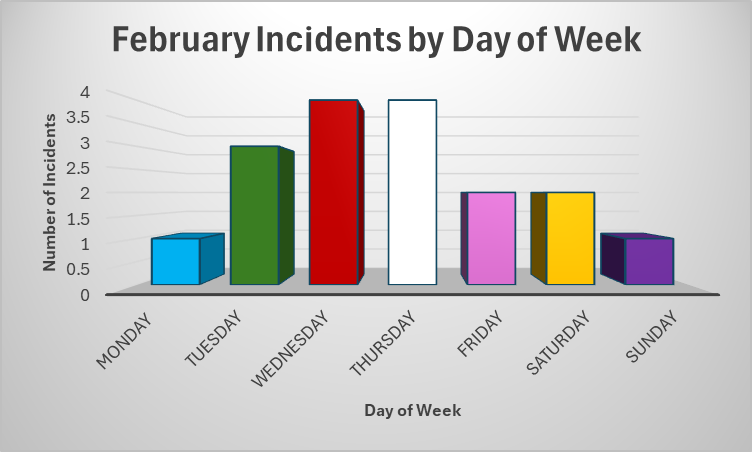 February Incidents by Day of Week
Number of Incidents
4
3.5
3
2.5
2
1.5
1
0.5
0
MONDAY
TUESDAY
WEDNESDAY
THURSDAY
FRIDAY
SATURDAY
SUNDAY
Day of Week